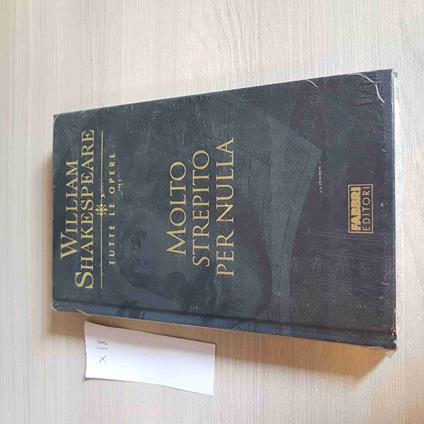 WILLIAM
SHAKESPEARE
TUTTE LE OPERE
MOLTO
STREPITO
PER NULLA
FABBRI
EDITORI